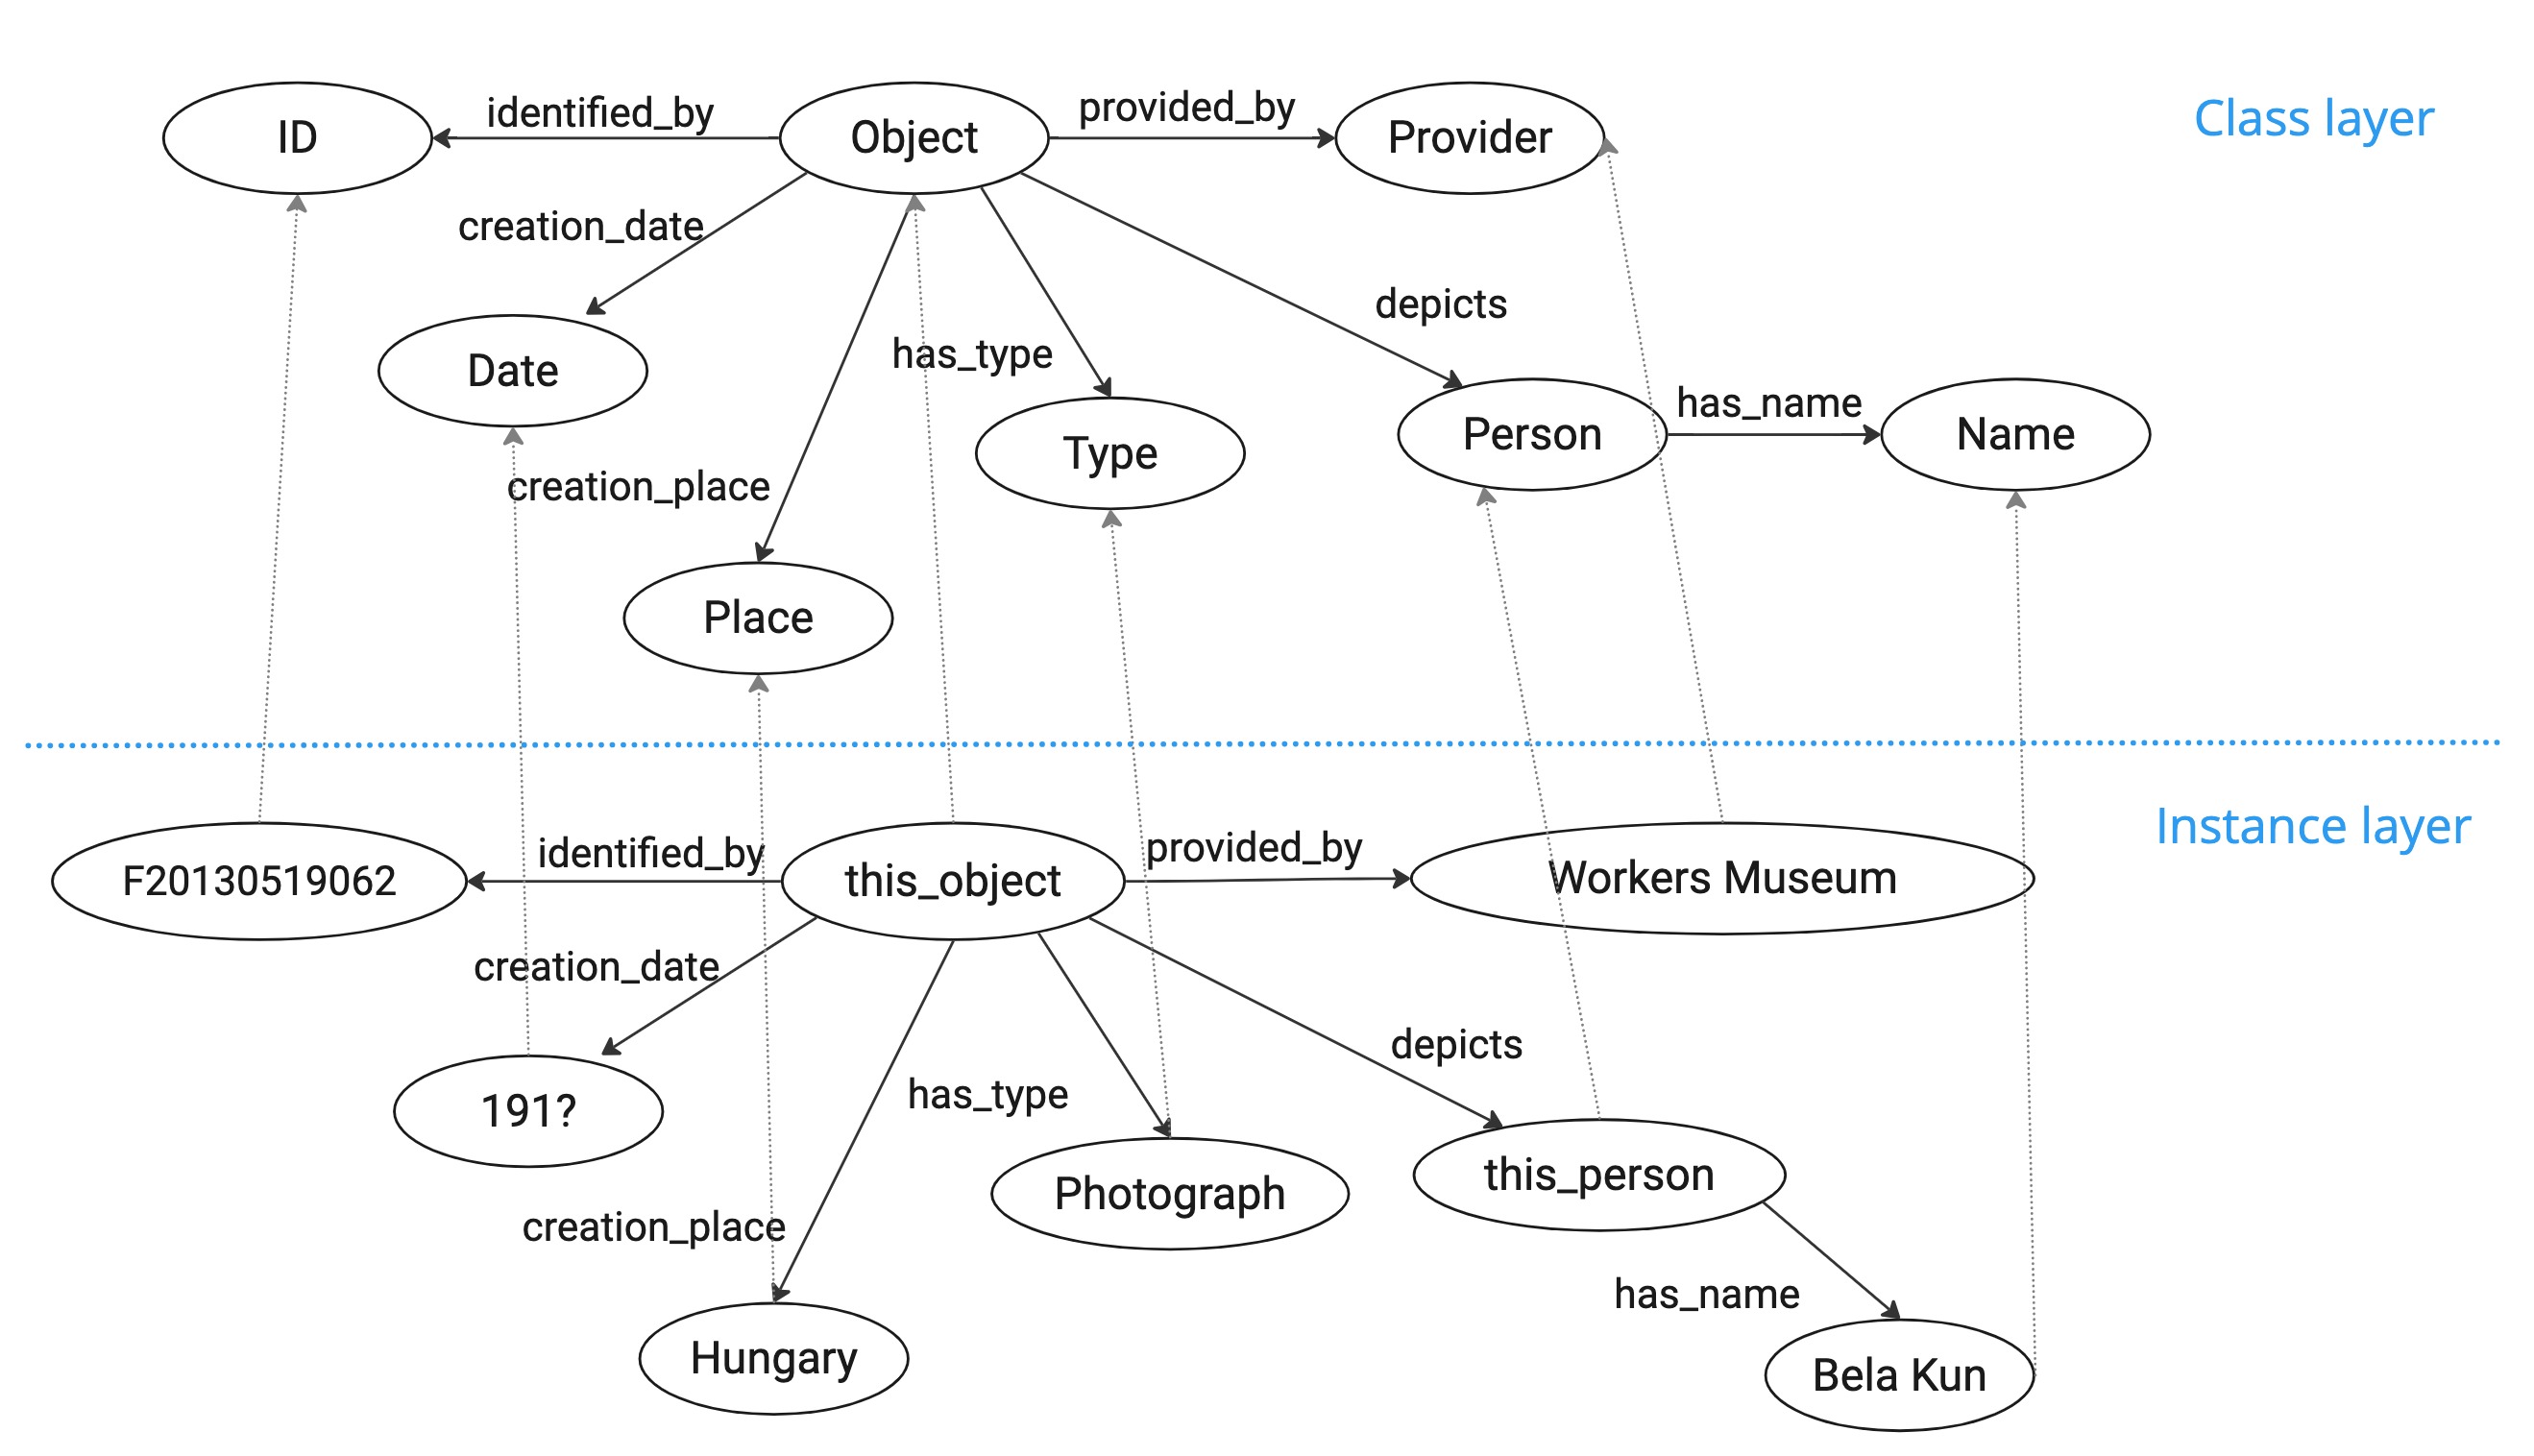 identified_by
provided_by
Class layer
ID
Object
Provider
creation_date
depicts
has_type
Date
has_name
Person
Name
Type
creation_place
Place
Instance layer
identified_by
provided_by
F20130519062
this_object
Workers Museum
creation_date
depicts
has_type
191?
this_person
Photograph
creation_place
has_name
Hungary
Bela Kun